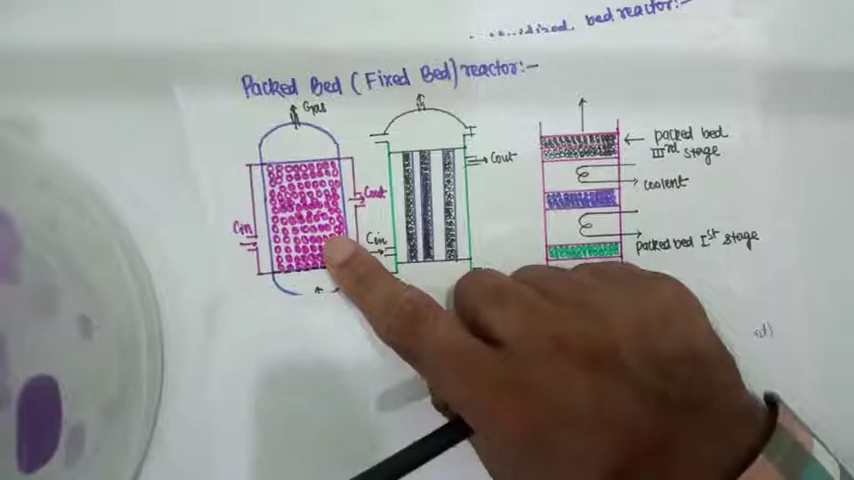 bed reactor:-
Packed Bed (Fixed Bed) reactor:-
Gas
Cout
Cin
Cout
Cin
packed bed
IIIrd stage
coolent
packed bed Ist stage